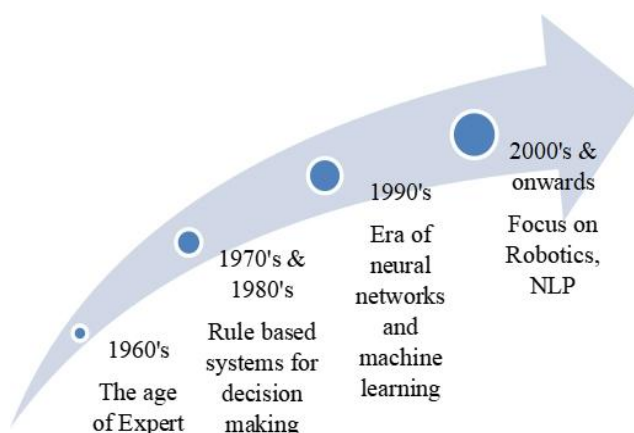 1960's
The age
of Expert
1970's &
1980's
Rule based
systems for
decision
making
1990's
Era of
neural
networks
and
machine
learning
2000's &
onwards
Focus on
Robotics,
NLP